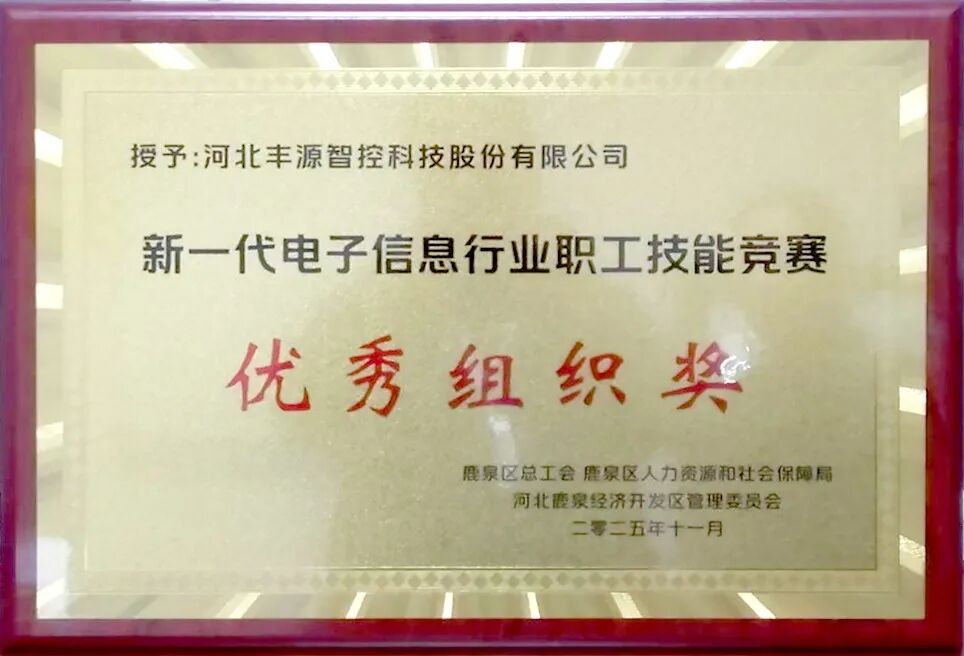 授予:河北丰源智控科技股份有限公司
新一代电子信息行业职工技能竞赛
优秀组织奖
鹿泉区总工会 鹿泉区人力资源和社会保障局
河北鹿泉经济开发区管理委员会
二零二五年十一月